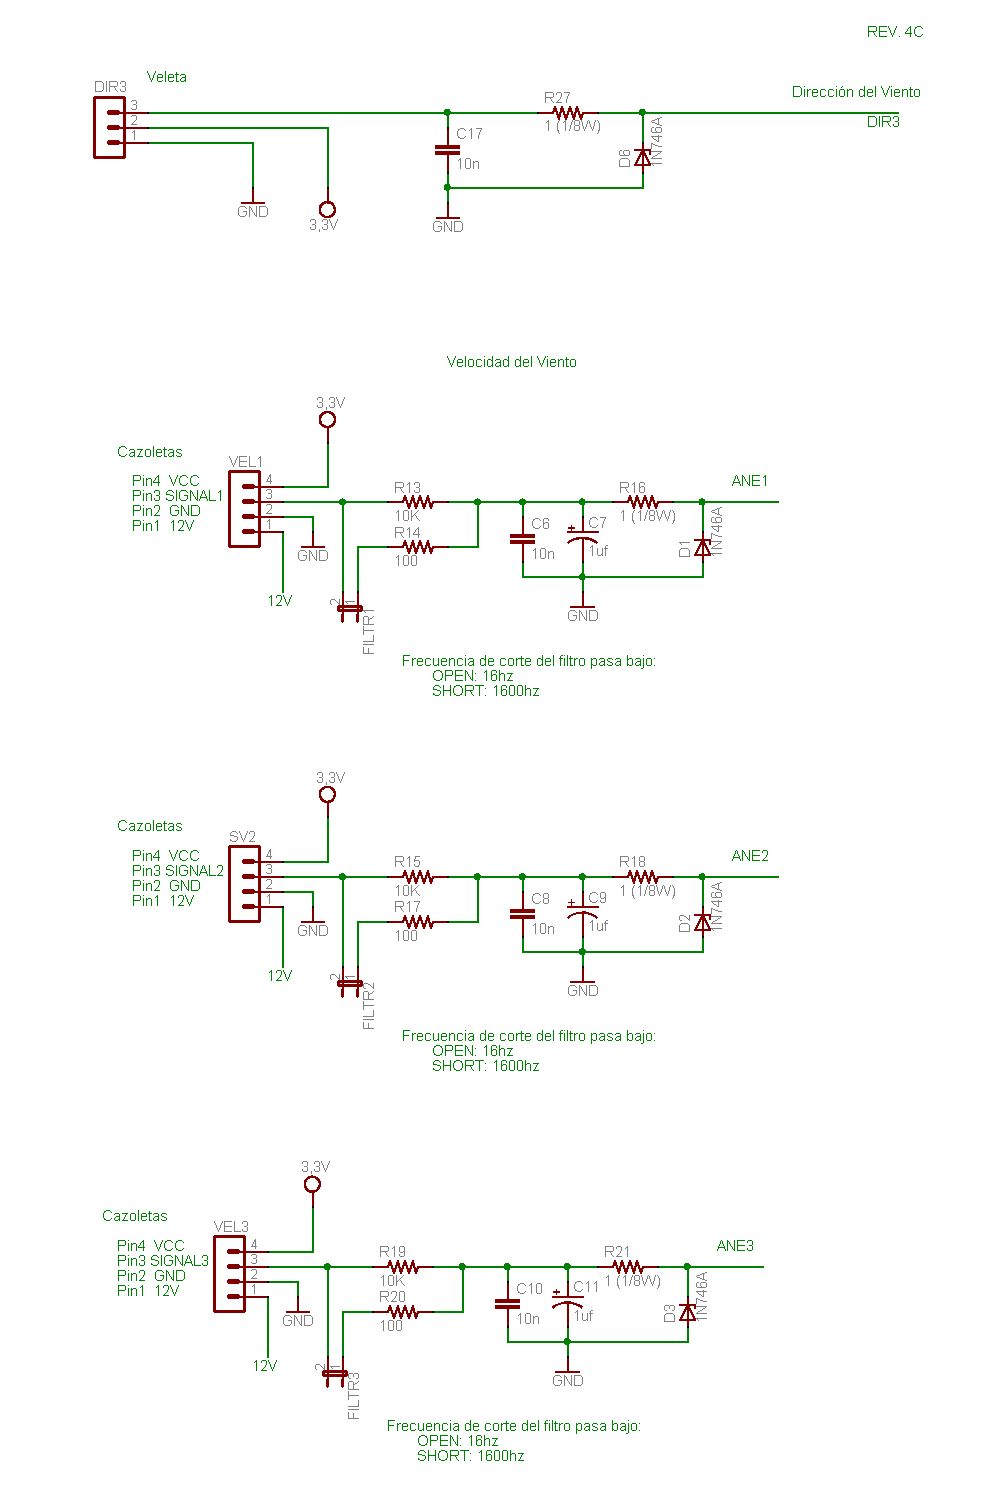 REV. 4C
Veleta
DIR3
3
2
1
GND
3,3V
C17
10n
GND
R27
1 (1/8W)
D6
1N746A
Dirección del Viento
DIR3
Velocidad del Viento
3,3V
Cazoletas
VEL1
Pin4 VCC
Pin3 SIGNAL1
Pin2 GND
Pin1 12V
4
3
2
1
GND
12V
2
1
FILTR1
R13
10K
R14
100
C6
10n
C7
1uf
GND
R16
1 (1/8W)
D1
1N746A
ANE1
Frecuencia de corte del filtro pasa bajo:
OPEN: 16hz
SHORT: 1600hz
3,3V
Cazoletas
SV2
Pin4 VCC
Pin3 SIGNAL2
Pin2 GND
Pin1 12V
4
3
2
1
GND
12V
2
1
FILTR2
R15
10K
R17
100
C8
10n
C9
1uf
GND
R18
1 (1/8W)
D2
1N746A
ANE2
Frecuencia de corte del filtro pasa bajo:
OPEN: 16hz
SHORT: 1600hz
3,3V
Cazoletas
VEL3
Pin4 VCC
Pin3 SIGNAL3
Pin2 GND
Pin1 12V
4
3
2
1
GND
12V
2
1
FILTR3
R19
10K
R20
100
C10
10n
C11
1uf
GND
R21
1 (1/8W)
D3
1N746A
ANE3
Frecuencia de corte del filtro pasa bajo:
OPEN: 16hz
SHORT: 1600hz